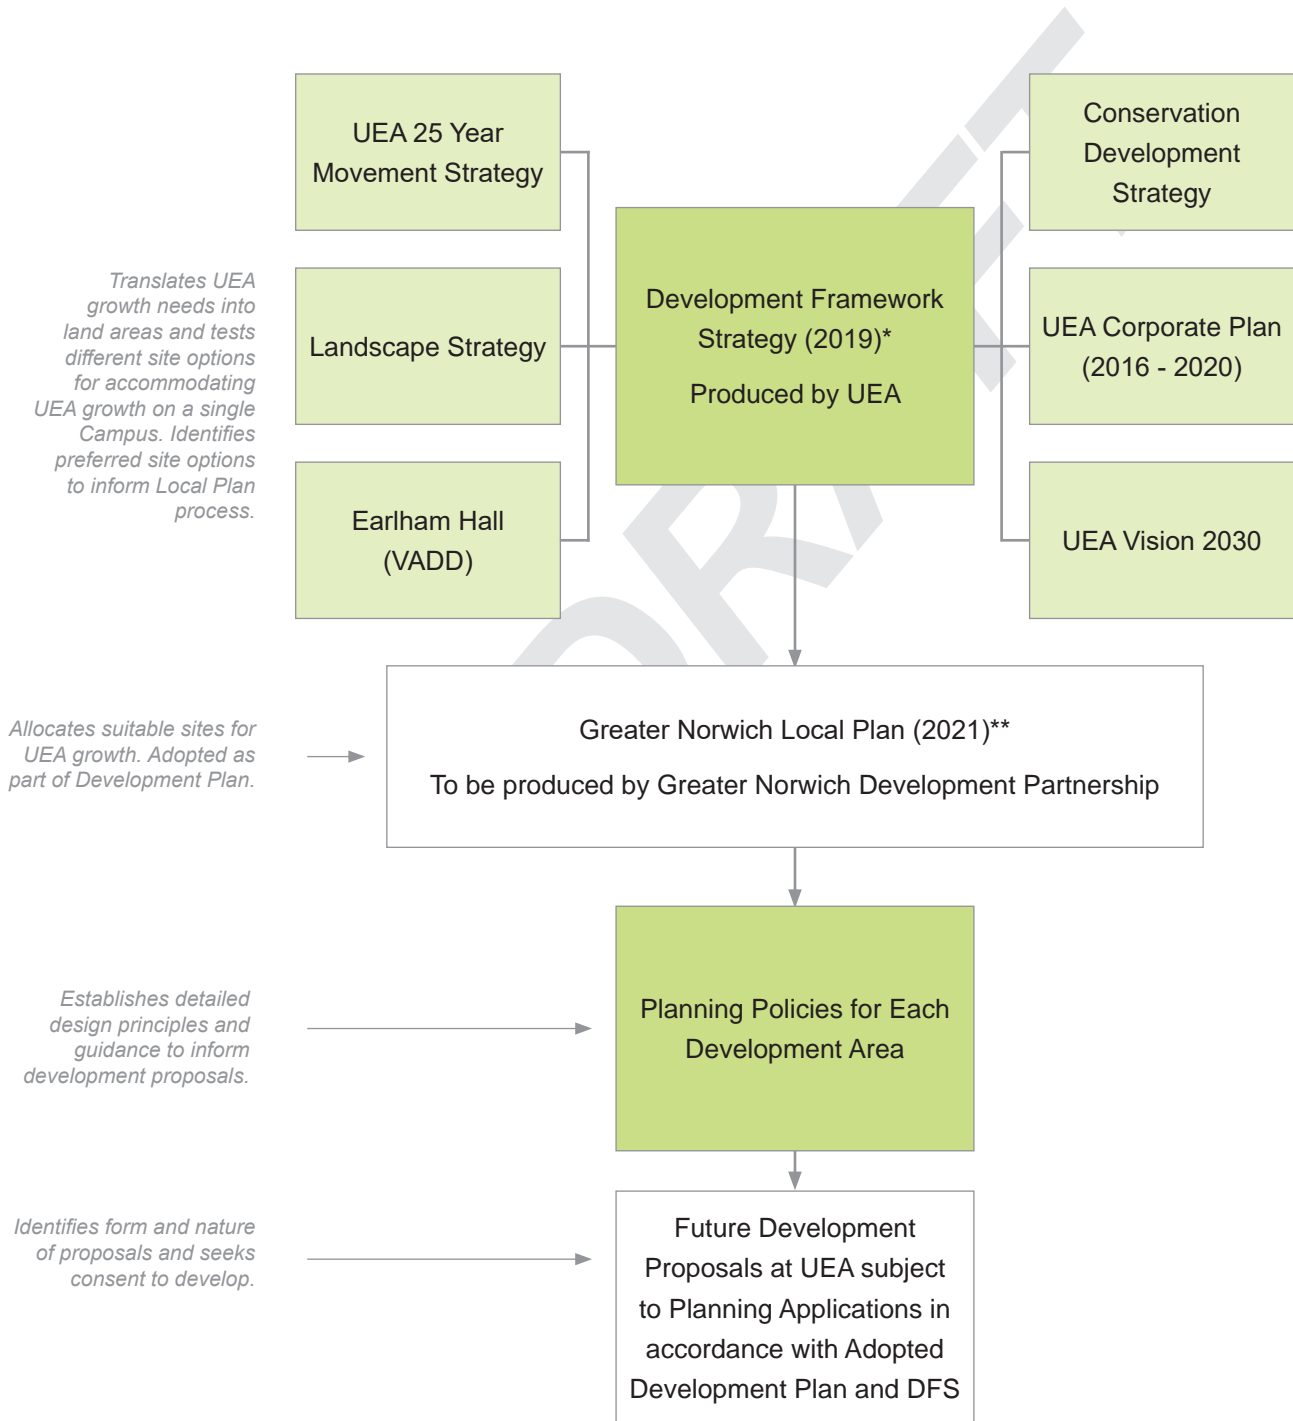 UEA 25 Year
Movement Strategy
Conservation
Development
Strategy
Translates UEA
growth needs into
land areas and tests
different site options
for accommodating
UEA growth on a single
Campus. Identifies
preferred site options
to inform Local Plan
process.
Landscape Strategy
Development Framework
Strategy (2019)*
Produced by UEA
UEA Corporate Plan
(2016 - 2020)
Earlham Hall
(VADD)
UEA Vision 2030
DRAFT
Allocates suitable sites for
UEA growth. Adopted as
part of Development Plan.
Greater Norwich Local Plan (2021)**
To be produced by Greater Norwich Development Partnership
Establishes detailed
design principles and
guidance to inform
development proposals.
Planning Policies for Each
Development Area
Identifies form and nature
of proposals and seeks
consent to develop.
Future Development
Proposals at UEA subject
to Planning Applications in
accordance with Adopted
Development Plan and DFS